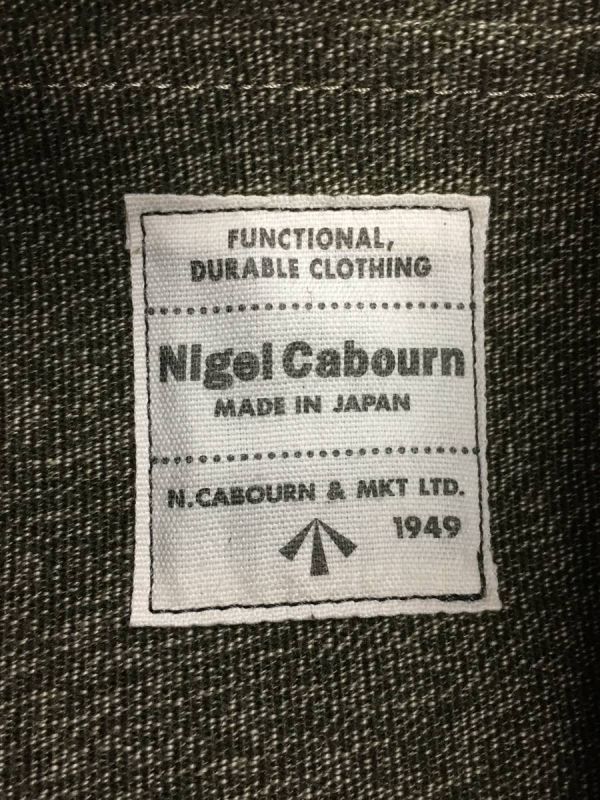 FUNCTIONAL,
DURABLE CLOTHING
Nigel Cabourn
MADE IN JAPAN
N.CABOURN & MKT LTD.
1949